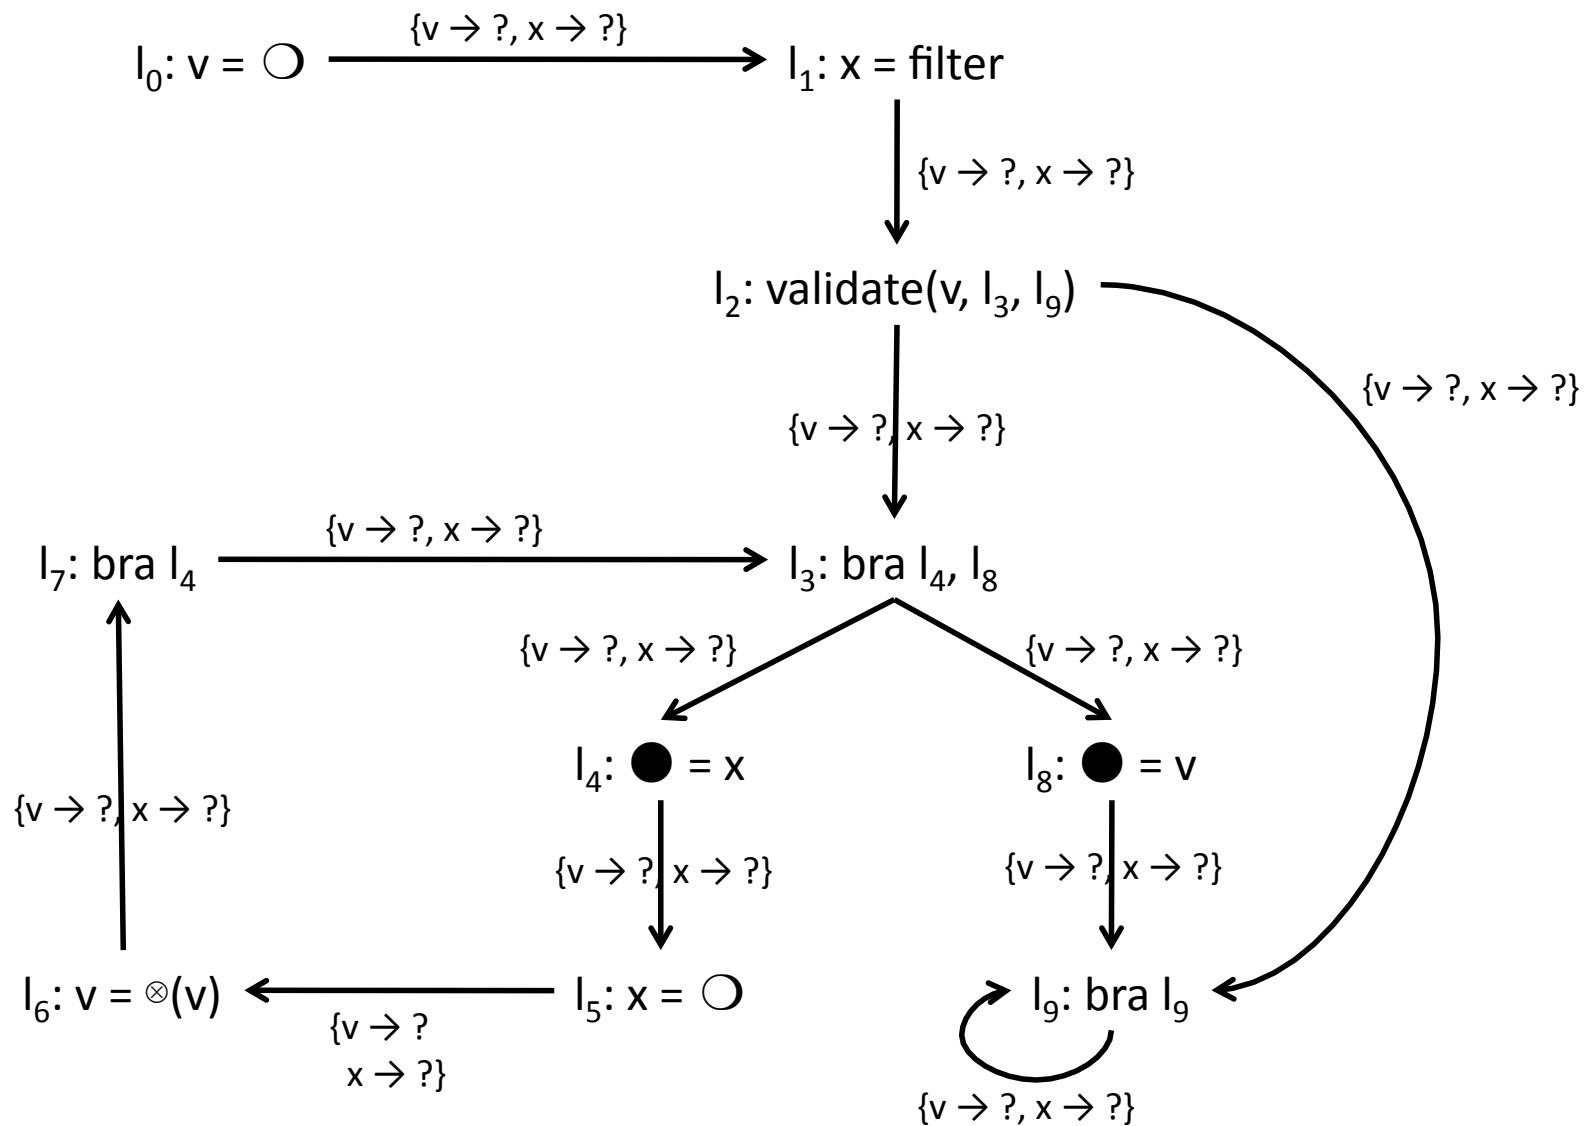 {v → ?, x → ?}
l₀: v = ❍
l₁: x = filter
{v → ?, x → ?}
l₂: validate(v, l₃, l₉)
{v → ?, x → ?}
{v → ?, x → ?}
{v → ?, x → ?}
l₇: bra l₄
l₃: bra l₄, l₈
{v → ?, x → ?}
{v → ?, x → ?}
l₄: ● = x
l₈: ● = v
{v → ?, x → ?}
{v → ?, x → ?}
{v → ?, x → ?}
l₆: v = ⊗(v)
l₅: x = ❍
l₉: bra l₉
{v → ?
x → ?}
{v → ?, x → ?}